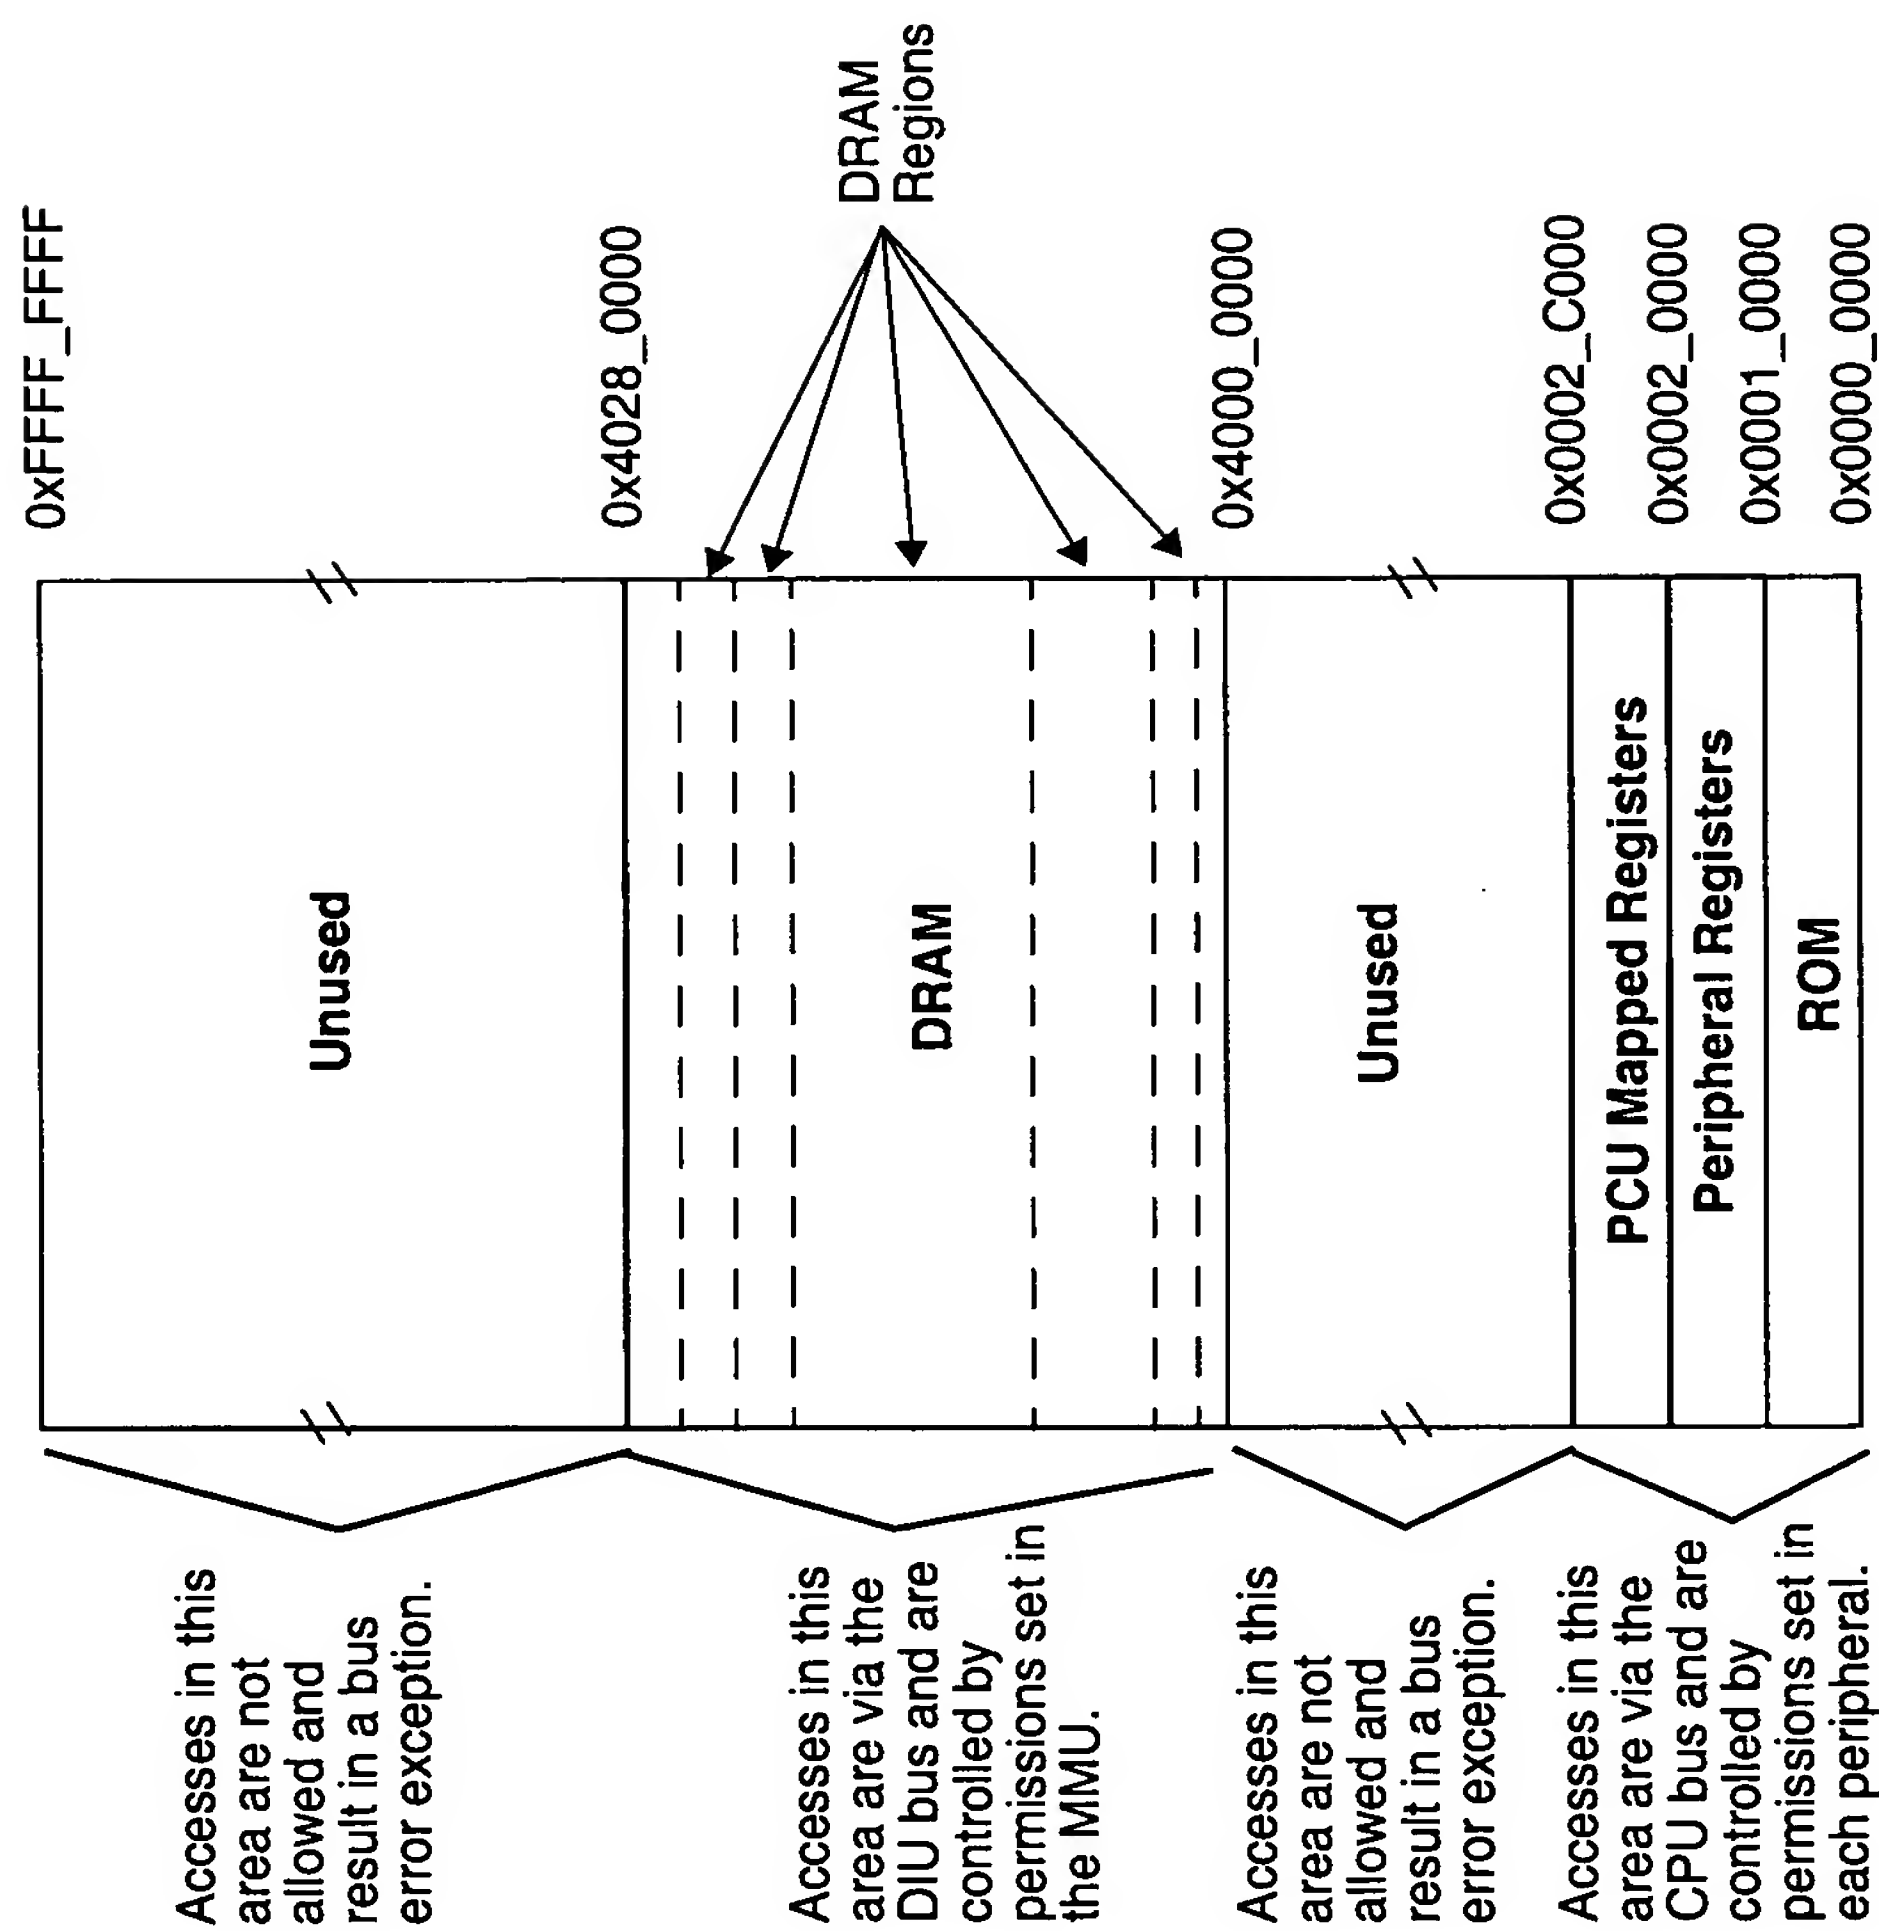 0xFFFF_FFFF
0x4028_0000
0x4000_0000
0x0002_C000
0x0002_0000
0x0001_0000
0x0000_0000
DRAM
Regions
Unused
DRAM
Unused
PCU Mapped Registers
Peripheral Registers
ROM
Accesses in this
area are not
allowed and
result in a bus
error exception.
Accesses in this
area are via the
DIU bus and are
controlled by
permissions set in
the MMU.
Accesses in this
area are not
allowed and
result in a bus
error exception.
Accesses in this
area are via the
CPU bus and are
controlled by
permissions set in
each peripheral.